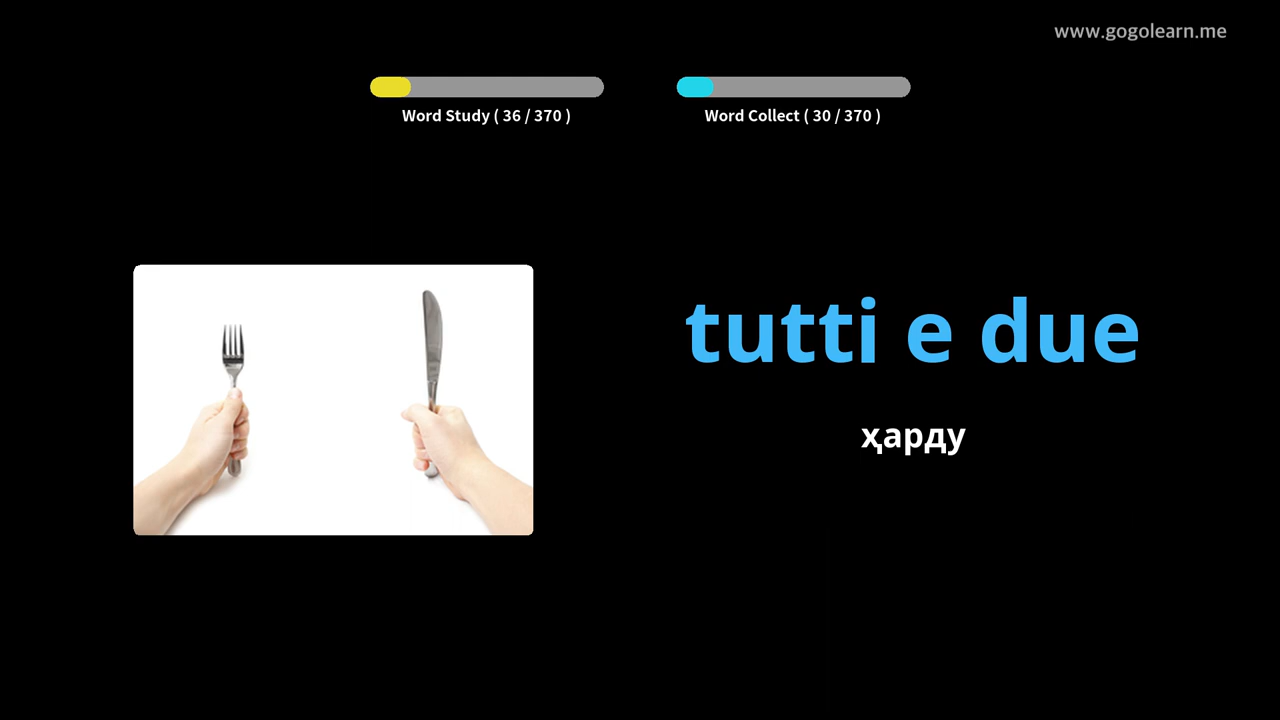 www.gogolearn.me
Word Study ( 36 / 370 )
Word Collect ( 30 / 370 )
tutti e due
ҳарду